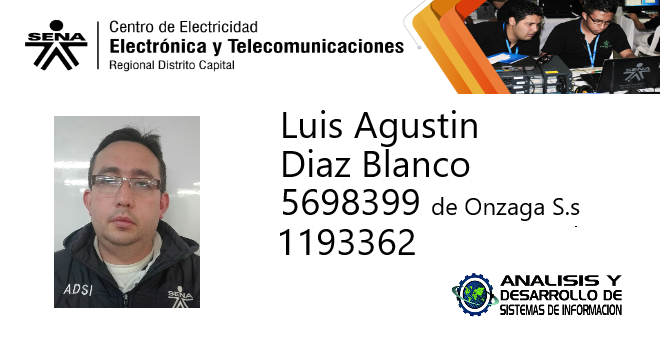 SENA
Centro de Electricidad
Electrónica y Telecomunicaciones
Regional Distrito Capital
SENA
Luis Agustin
Diaz Blanco
5698399 de Onzaga S.s
1193362
ADSI
SENA
ANALISIS Y
DESARROLLO DE
SISTEMAS DE INFORMACION